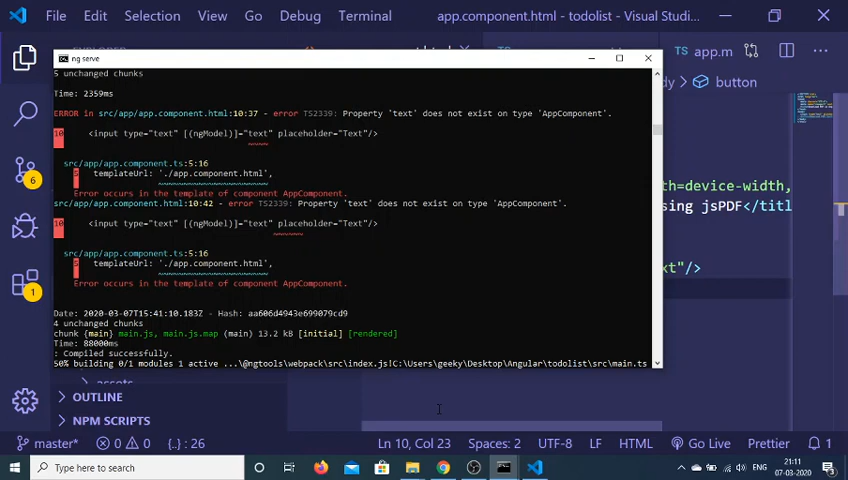 File Edit Selection View Go Debug Terminal app.component.html - todolist - Visual Studi...
app.m
button
ng serve
5 unchanged chunks
Time: 2359ms
ERROR in src/app/app.component.html:10:37 - error TS2339: Property 'text' does not exist on type 'AppComponent'.
10 <input type="text" [(ngModel)]="text" placeholder="Text"/>
src/app/app.component.ts:5:16
5 templateUrl: './app.component.html',
Error occurs in the template of component AppComponent.
src/app/app.component.html:10:42 - error TS2339: Property 'text' does not exist on type 'AppComponent'.
10 <input type="text" [(ngModel)]="text" placeholder="Text"/>
src/app/app.component.ts:5:16
5 templateUrl: './app.component.html',
Error occurs in the template of component AppComponent.
Date: 2020-03-07T15:41:10.183Z - Hash: aa606d4943e699079cd9
4 unchanged chunks
chunk {main} main.js, main.js.map (main) 13.2 kB [initial] [rendered]
Time: 88000ms
: Compiled successfully.
50% building 0/1 modules 1 active ...\@ngtools\webpack\src\index.js!C:\Users\geeky\Desktop\Angular\todolist\src\main.ts
th=device-width,
sing jsPDF</titl
xt"/>
6
1
assets
OUTLINE
NPM SCRIPTS
master* 0 0 {..} : 26 Ln 10, Col 23 Spaces: 2 UTF-8 LF HTML Go Live Prettier 1
Type here to search
ENG 21:11
07-03-2020
3